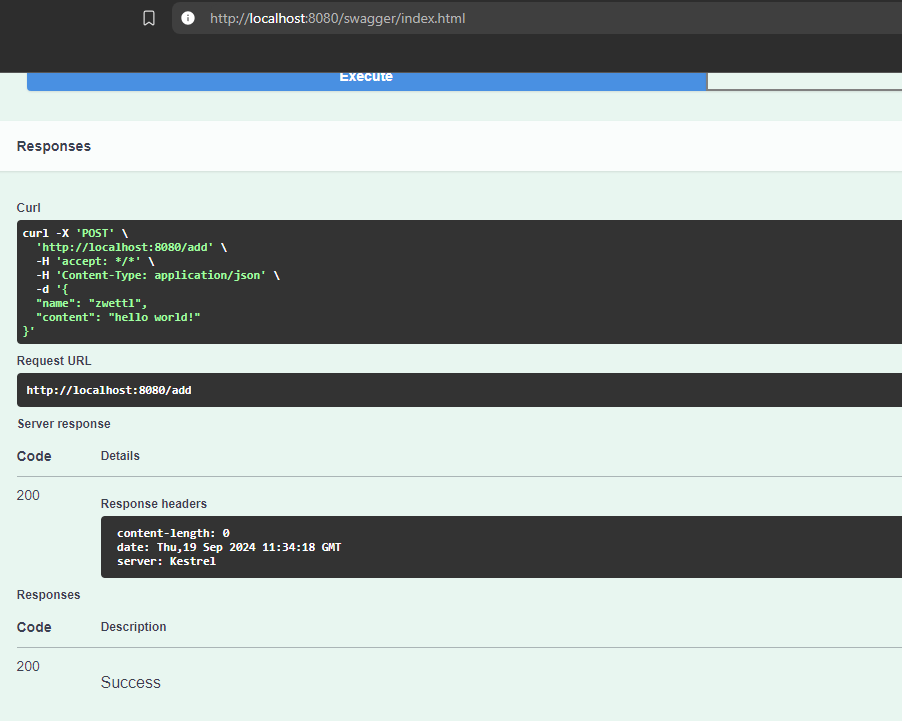 http://localhost:8080/swagger/index.html
Execute
Responses
Curl
curl -X 'POST' \
  'http://localhost:8080/add' \
  -H 'accept: */*' \
  -H 'Content-Type: application/json' \
  -d '{
  "name": "zwettl",
  "content": "hello world!"
}'
Request URL
http://localhost:8080/add
Server response
Code Details
200
Response headers
content-length: 0
date: Thu,19 Sep 2024 11:34:18 GMT
server: Kestrel
Responses
Code Description
200
Success